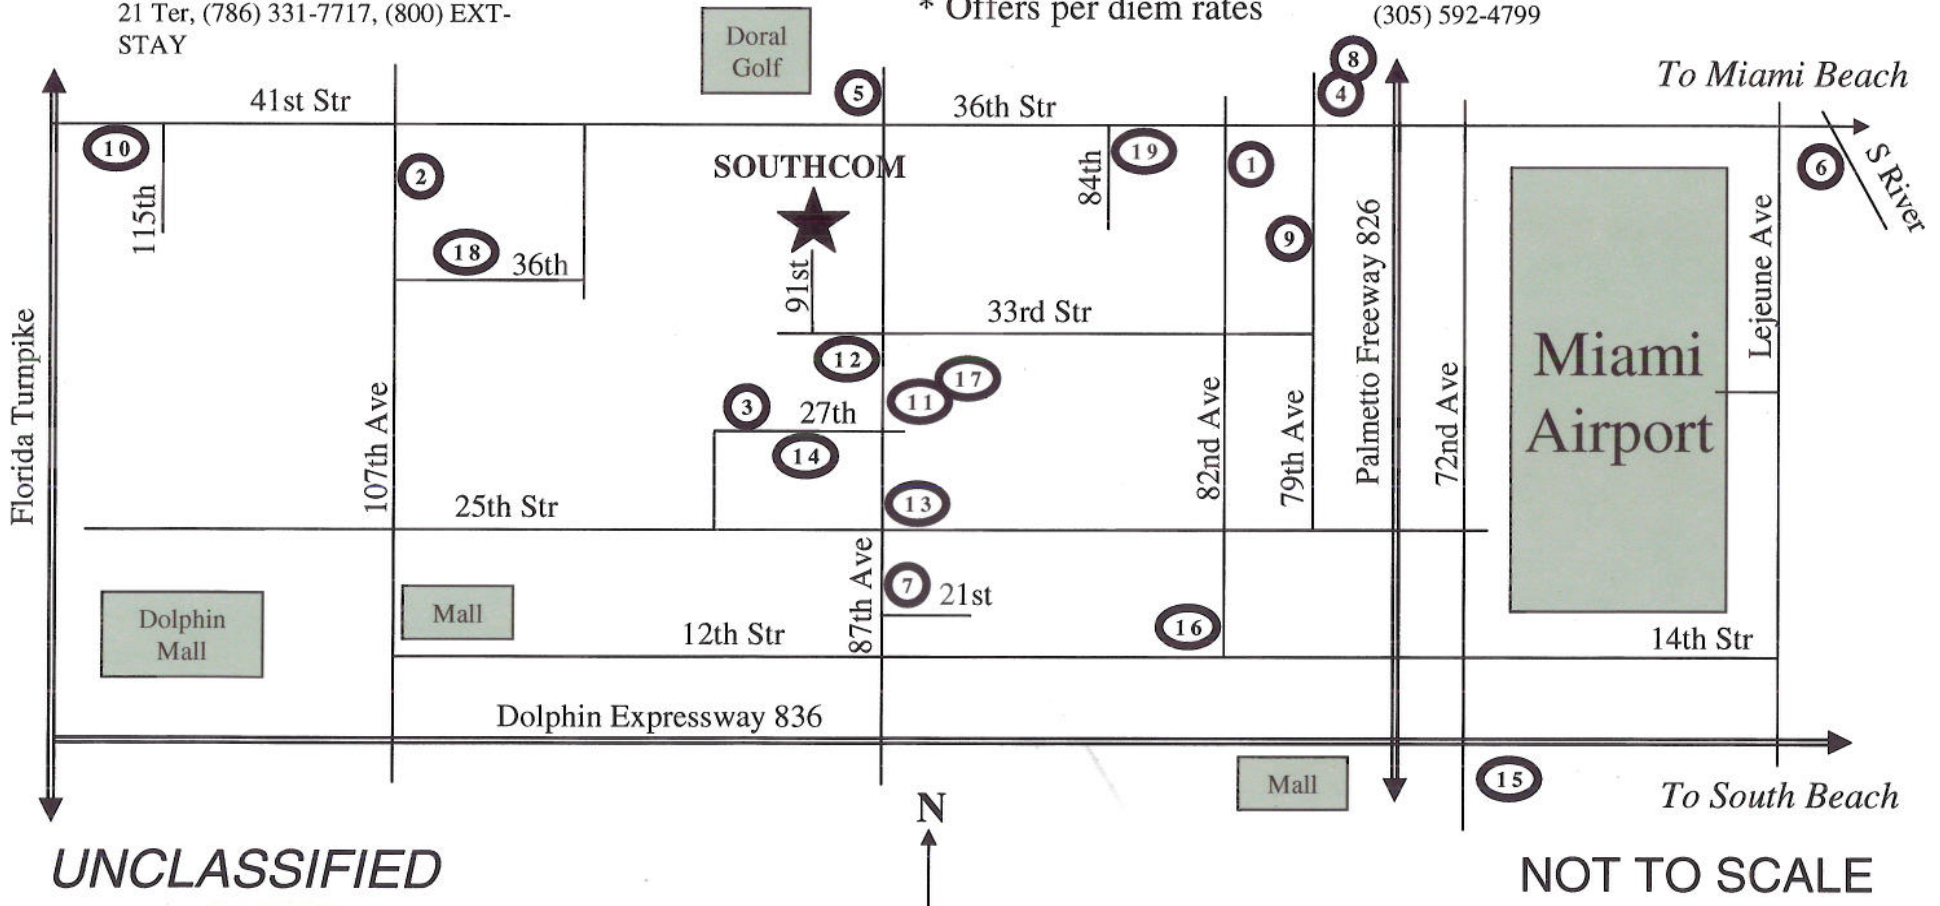 21 Ter, (786) 331-7717, (800) EXT-
STAY
* Offers per diem rates
(305) 592-4799
Doral
Golf
8
To Miami Beach
41st Str
5
36th Str
4
10
115th
2
SOUTHCOM
84th
19
1
6
S River
18
36th
91st
9
Palmetto Freeway 826
Lejeune Ave
33rd Str
Florida Turnpike
107th Ave
12
17
11
3
27th
14
82nd Ave
79th Ave
72nd Ave
Miami
Airport
25th Str
13
87th Ave
7
21st
Dolphin
Mall
Mall
12th Str
16
14th Str
Dolphin Expressway 836
Mall
15
To South Beach
N
UNCLASSIFIED
NOT TO SCALE